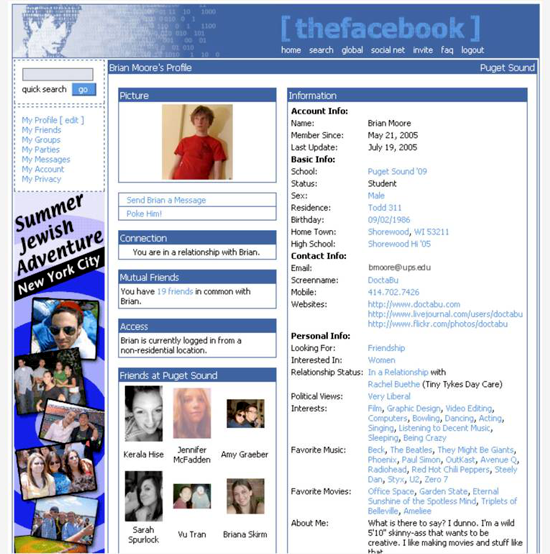 [ thefacebook ]
home search global social net invite faq logout
quick search go
My Profile [ edit ]
My Friends
My Groups
My Parties
My Messages
My Account
My Privacy
Summer
Jewish
Adventure
New York City
Brian Moore's Profile Puget Sound
Picture
Send Brian a Message
Poke Him!
Connection
You are in a relationship with Brian.
Mutual Friends
You have 19 friends in common with
Brian.
Access
Brian is currently logged in from a
non-residential location.
Friends at Puget Sound
Kerala Hise Jennifer McFadden Amy Graeber
Sarah Spurlock Vu Tran Briana Skirm
Information
Account Info:
Name: Brian Moore
Member Since: May 21, 2005
Last Update: July 19, 2005
Basic Info:
School: Puget Sound '09
Status: Student
Sex: Male
Residence: Todd 311
Birthday: 09/02/1986
Home Town: Shorewood, WI 53211
High School: Shorewood Hi '05
Contact Info:
Email: bmoore@ups.edu
Screenname: DoctaBu
Mobile: 414.702.7426
Websites: http://www.doctabu.com
http://www.livejournal.com/users/doctabu
http://www.flickr.com/photos/doctabu
Personal Info:
Looking For: Friendship
Interested In: Women
Relationship Status: In a Relationship with
Rachel Buethe (Tiny Tykes Day Care)
Political Views: Very Liberal
Interests: Film, Graphic Design, Video Editing,
Computers, Bowling, Dancing, Acting,
Singing, Listening to Decent Music,
Sleeping, Being Crazy
Favorite Music: Beck, The Beatles, They Might Be Giants,
Phoenix, Paul Simon, OutKast, Avenue Q,
Radiohead, Red Hot Chili Peppers, Steely
Dan, Styx, U2, Zero 7
Favorite Movies: Office Space, Garden State, Eternal
Sunshine of the Spotless Mind, Triplets of
Belleville, Ameliee
About Me: What is there to say? I dunno. I'm a wild
5'10" skinny-ass that wants to be
creative. I like making movies and stuff like
that